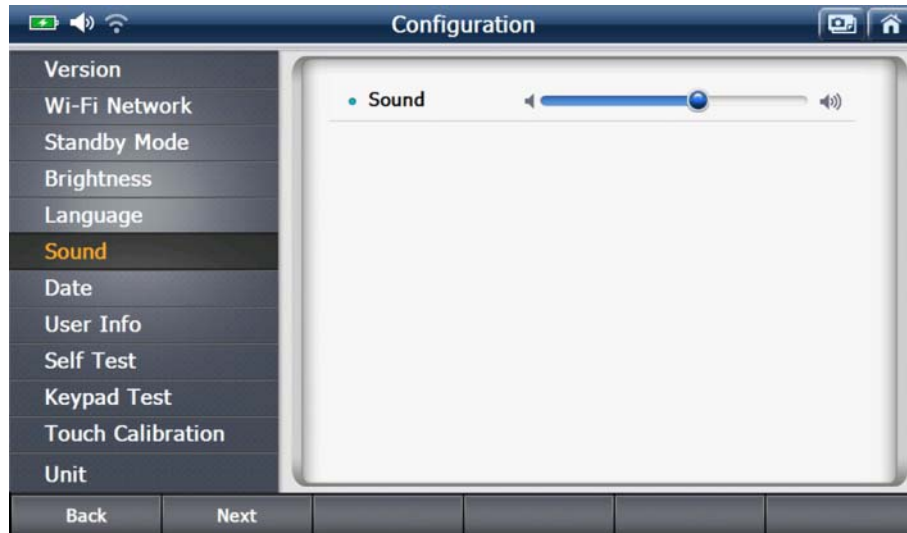 Configuration
Version
Wi-Fi Network
Standby Mode
Brightness
Language
Sound
Date
User Info
Self Test
Keypad Test
Touch Calibration
Unit
Sound
Back Next